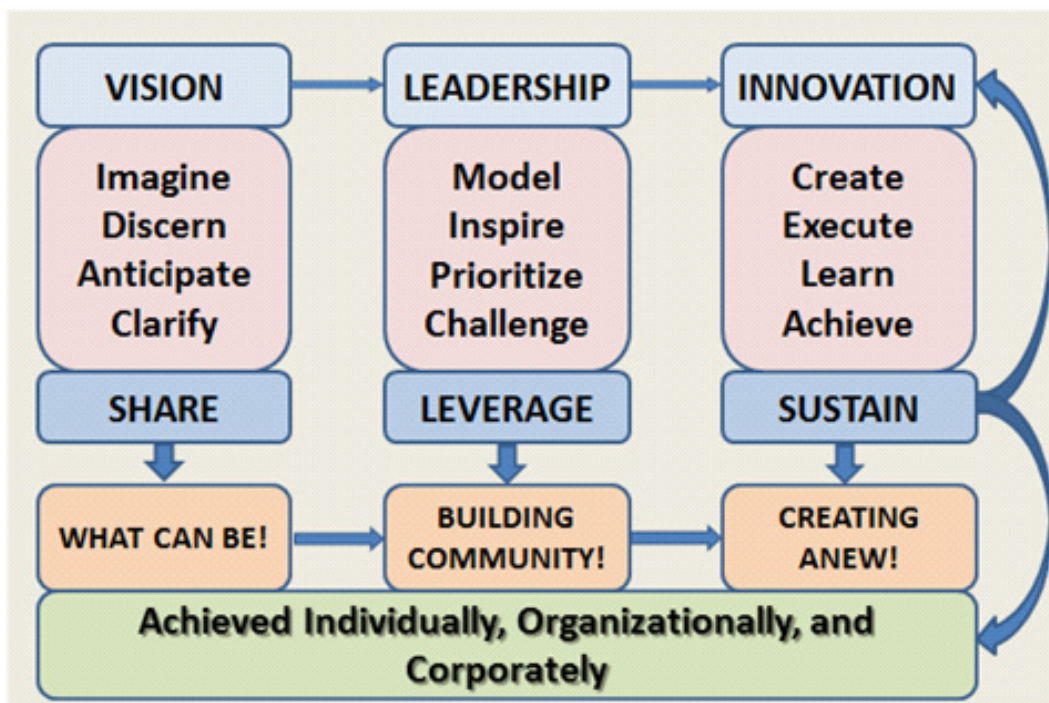 VISION
LEADERSHIP
INNOVATION
Imagine
Discern
Anticipate
Clarify
Model
Inspire
Prioritize
Challenge
Create
Execute
Learn
Achieve
SHARE
LEVERAGE
SUSTAIN
WHAT CAN BE!
BUILDING
COMMUNITY!
CREATING
ANEW!
Achieved Individually, Organizationally, and
Corporately